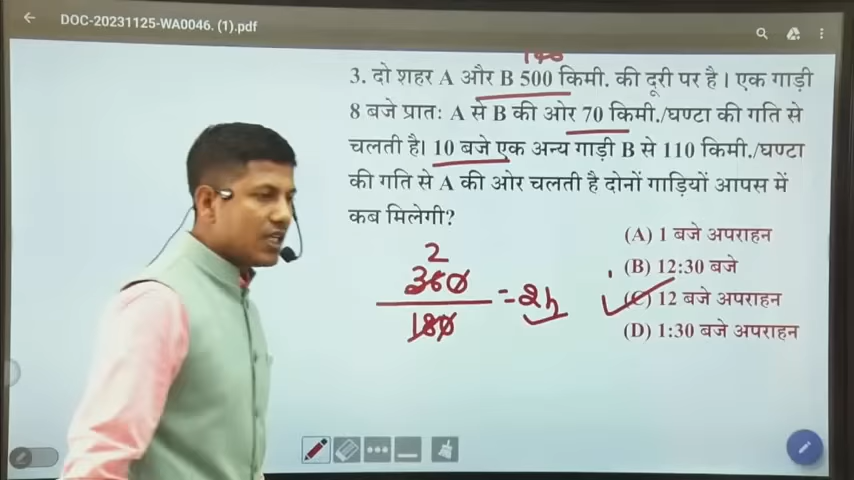 DOC-20231125-WA0046. (1).pdf
140
3. दो शहर A और B 500 किमी. की दूरी पर है । एक गाड़ी
8 बजे प्रातः A से B की ओर 70 किमी./घण्टा की गति से
चलती है। 10 बजे एक अन्य गाड़ी B से 110 किमी./घण्टा
की गति से A की ओर चलती है दोनों गाड़ियों आपस में
कब मिलेगी?
2
360
180
=2h
(A) 1 बजे अपराहन
(B) 12:30 बजे
(C) 12 बजे अपराहन
(D) 1:30 बजे अपराहन